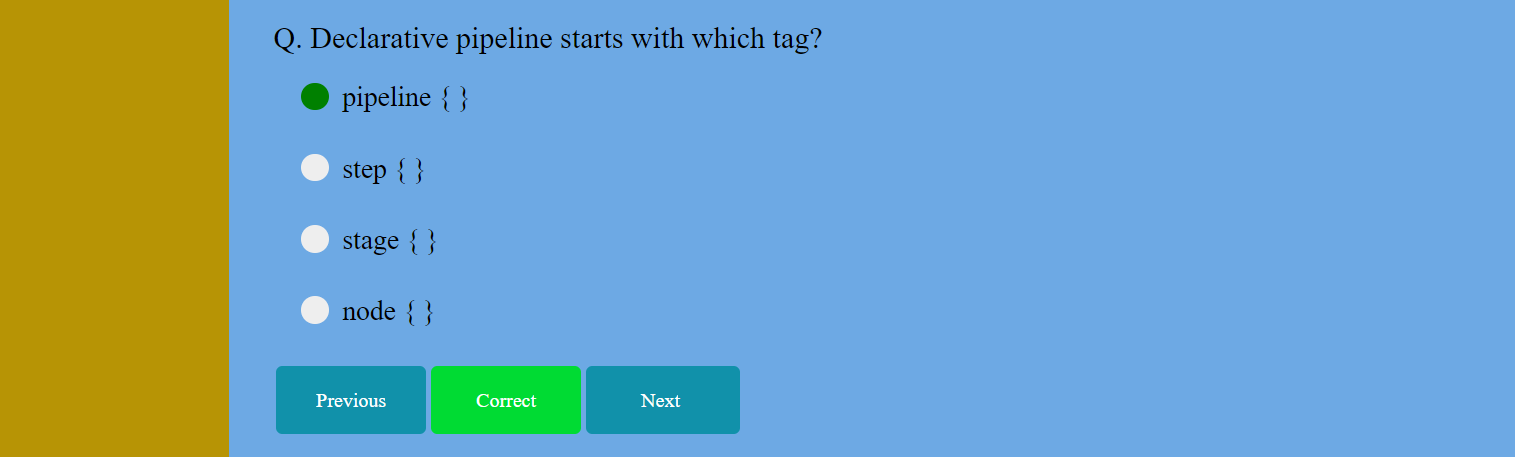 Q. Declarative pipeline starts with which tag?
pipeline { }
step { }
stage { }
node { }
Previous Correct Next